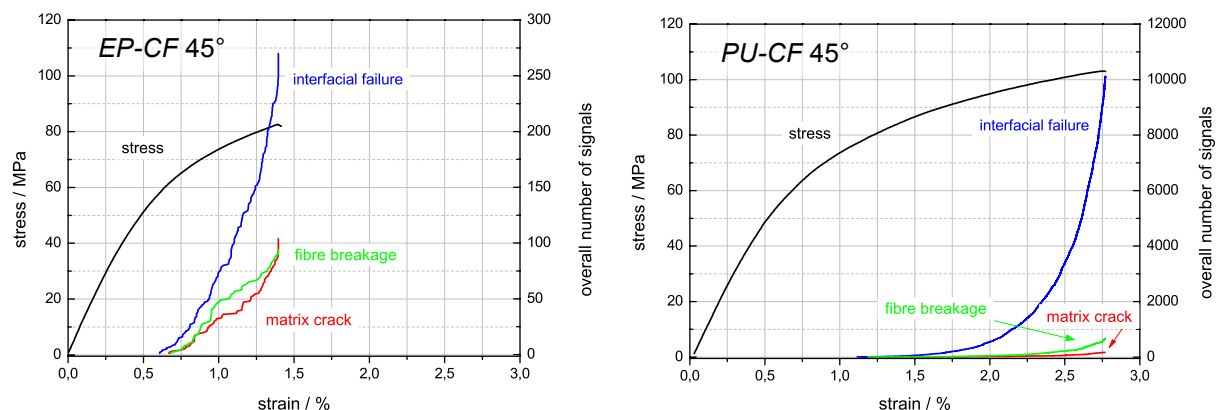 EP-CF 45°
120
100
80
60
40
20
0
stress / MPa
300
250
200
150
100
50
0
overall number of signals
interfacial failure
stress
fibre breakage
matrix crack
0,0 0,5 1,0 1,5 2,0 2,5 3,0
strain / %
PU-CF 45°
120
100
80
60
40
20
0
stress / MPa
12000
10000
8000
6000
4000
2000
0
overall number of signals
stress
interfacial failure
fibre breakage
matrix crack
0,0 0,5 1,0 1,5 2,0 2,5 3,0
strain / %